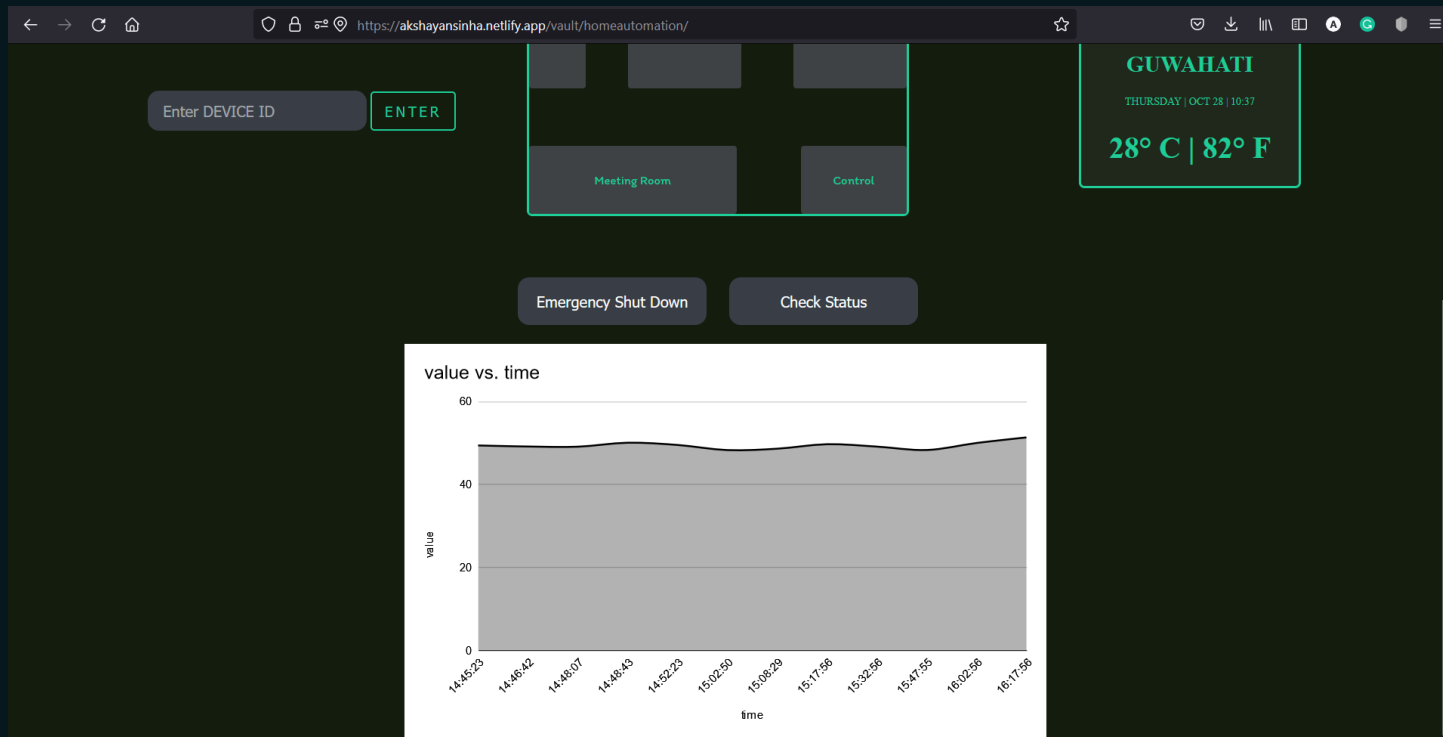 https://akshayansinha.netlify.app/vault/homeautomation/
A
GUWAHATI
THURSDAY | OCT 28 | 10:37
28° C | 82° F
Enter DEVICE ID
ENTER
Meeting Room
Control
Emergency Shut Down
Check Status
value vs. time
60
40
20
0
value
14:45:23
14:46:42
14:48:07
14:48:43
14:52:23
15:02:50
15:08:29
15:17:56
15:32:56
15:47:55
16:02:56
16:17:56
time